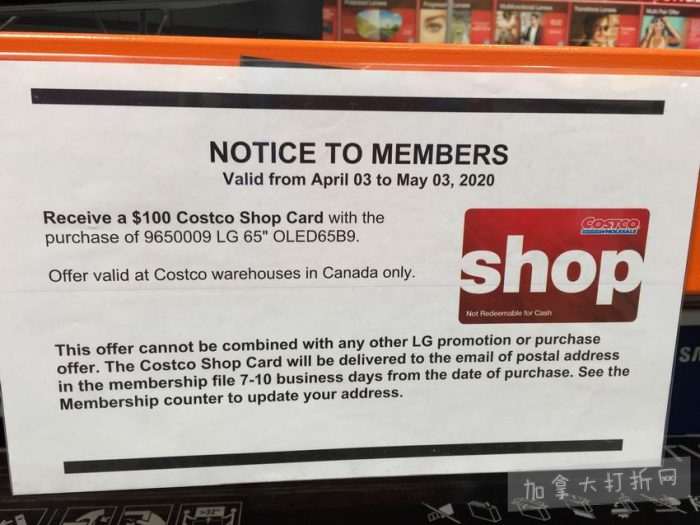 NOTICE TO MEMBERS
Valid from April 03 to May 03, 2020
Receive a $100 Costco Shop Card with the
purchase of 9650009 LG 65" OLED65B9.
Offer valid at Costco warehouses in Canada only.
COSTCO
WHOLESALE
shop
Not Redeemable for Cash
This offer cannot be combined with any other LG promotion or purchase
offer. The Costco Shop Card will be delivered to the email of postal address
in the membership file 7-10 business days from the date of purchase. See the
Membership counter to update your address.
加拿大打折网